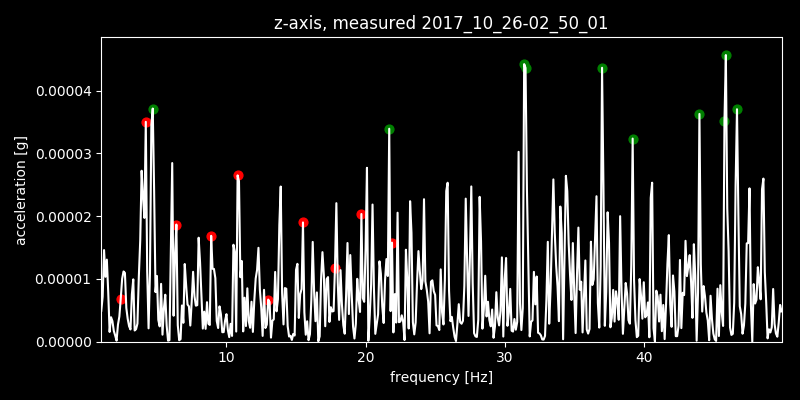 z-axis, measured 2017_10_26-02_50_01
acceleration [g]
0.00004
0.00003
0.00002
0.00001
0.00000
10 20 30 40
frequency [Hz]